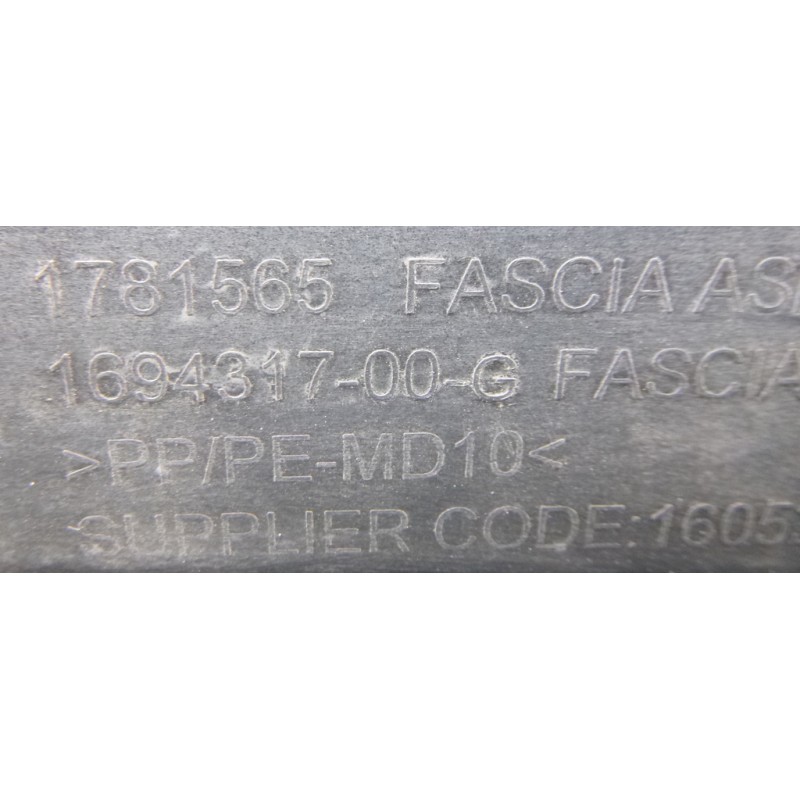 1781565 FASCIA
1694317-00-G FASCIA
>PP/PE-MD10<
SUPPLIER CODE: